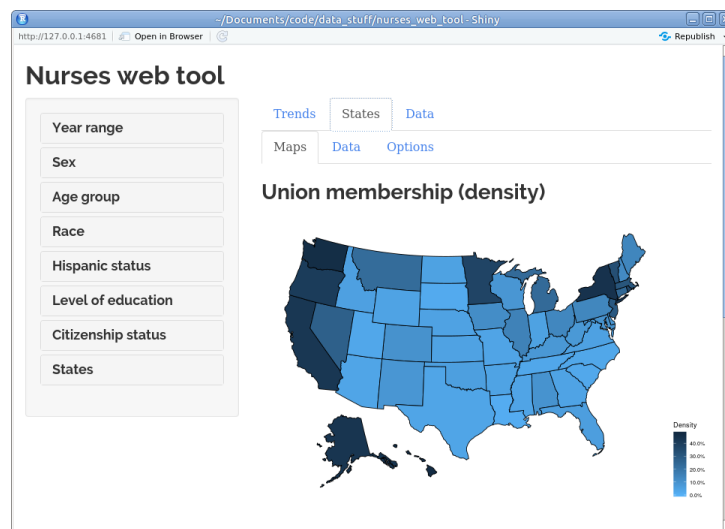 ~/Documents/code/data_stuff/nurses_web_tool - Shiny
http://127.0.0.1:4681 Open in Browser Republish
Nurses web tool
Year range
Sex
Age group
Race
Hispanic status
Level of education
Citizenship status
States
Trends States Data
Maps Data Options
Union membership (density)
Density
40.0%
30.0%
20.0%
10.0%
0.0%